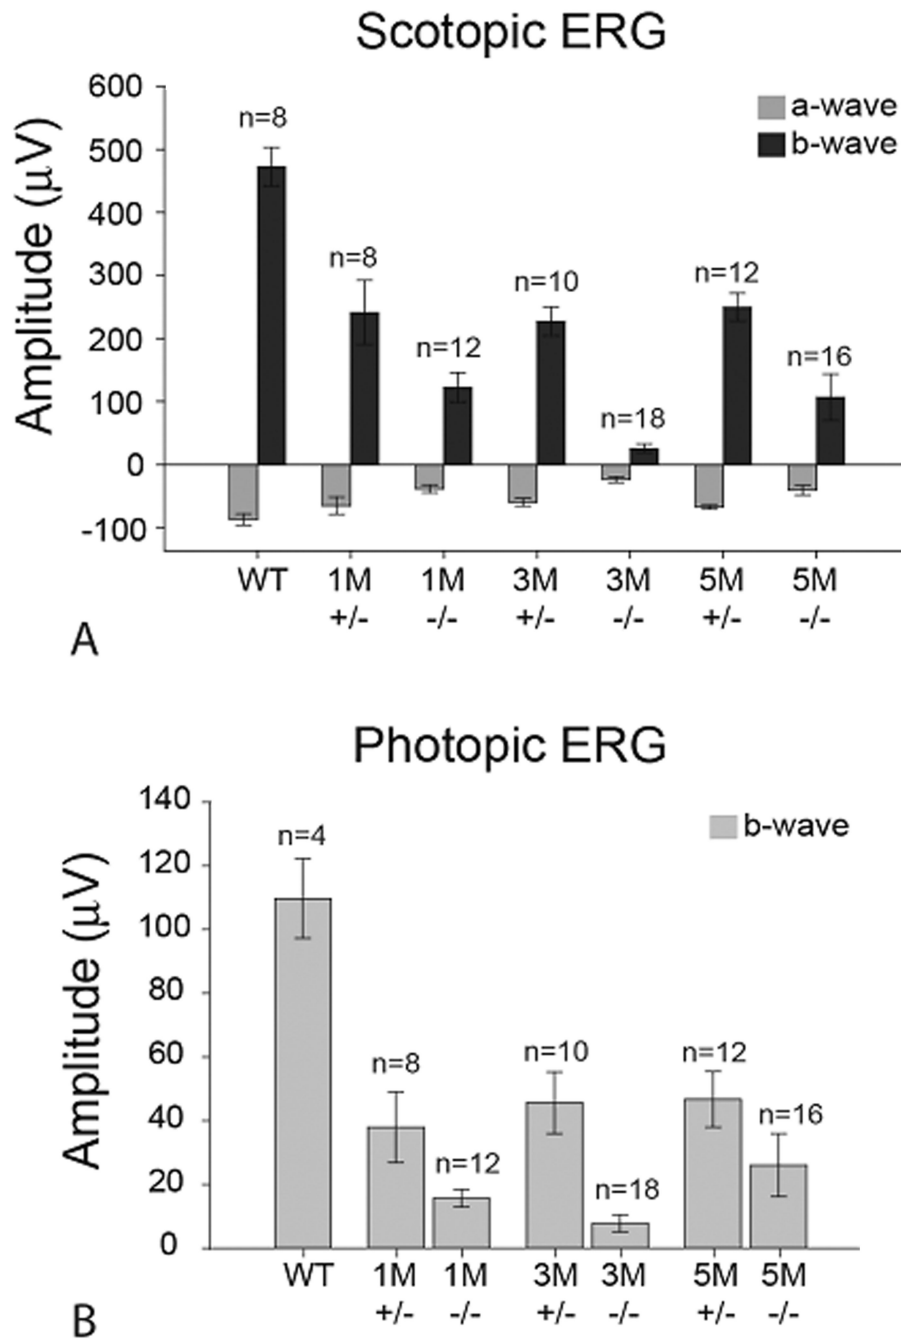 Scotopic ERG
a-wave
b-wave
Amplitude (µV)
600
500
400
300
200
100
0
-100
n=8
n=8
n=12
n=10
n=18
n=12
n=16
WT 1M 1M 3M 3M 5M 5M
+/- -/- +/- -/- +/- -/-
A
Photopic ERG
b-wave
Amplitude (µV)
140
120
100
80
60
40
20
0
n=4
n=8
n=12
n=10
n=18
n=12
n=16
WT 1M 1M 3M 3M 5M 5M
+/- -/- +/- -/- +/- -/-
B